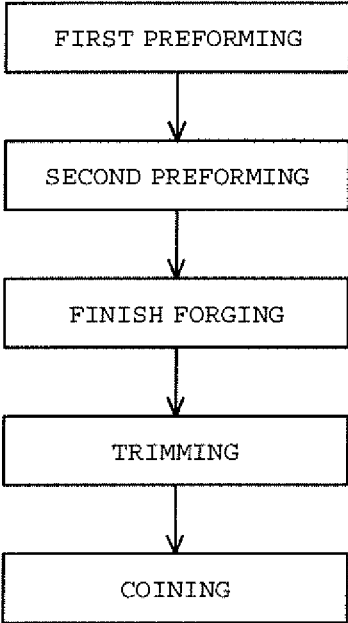 FIRST PREFORMING
SECOND PREFORMING
FINISH FORGING
TRIMMING
COINING